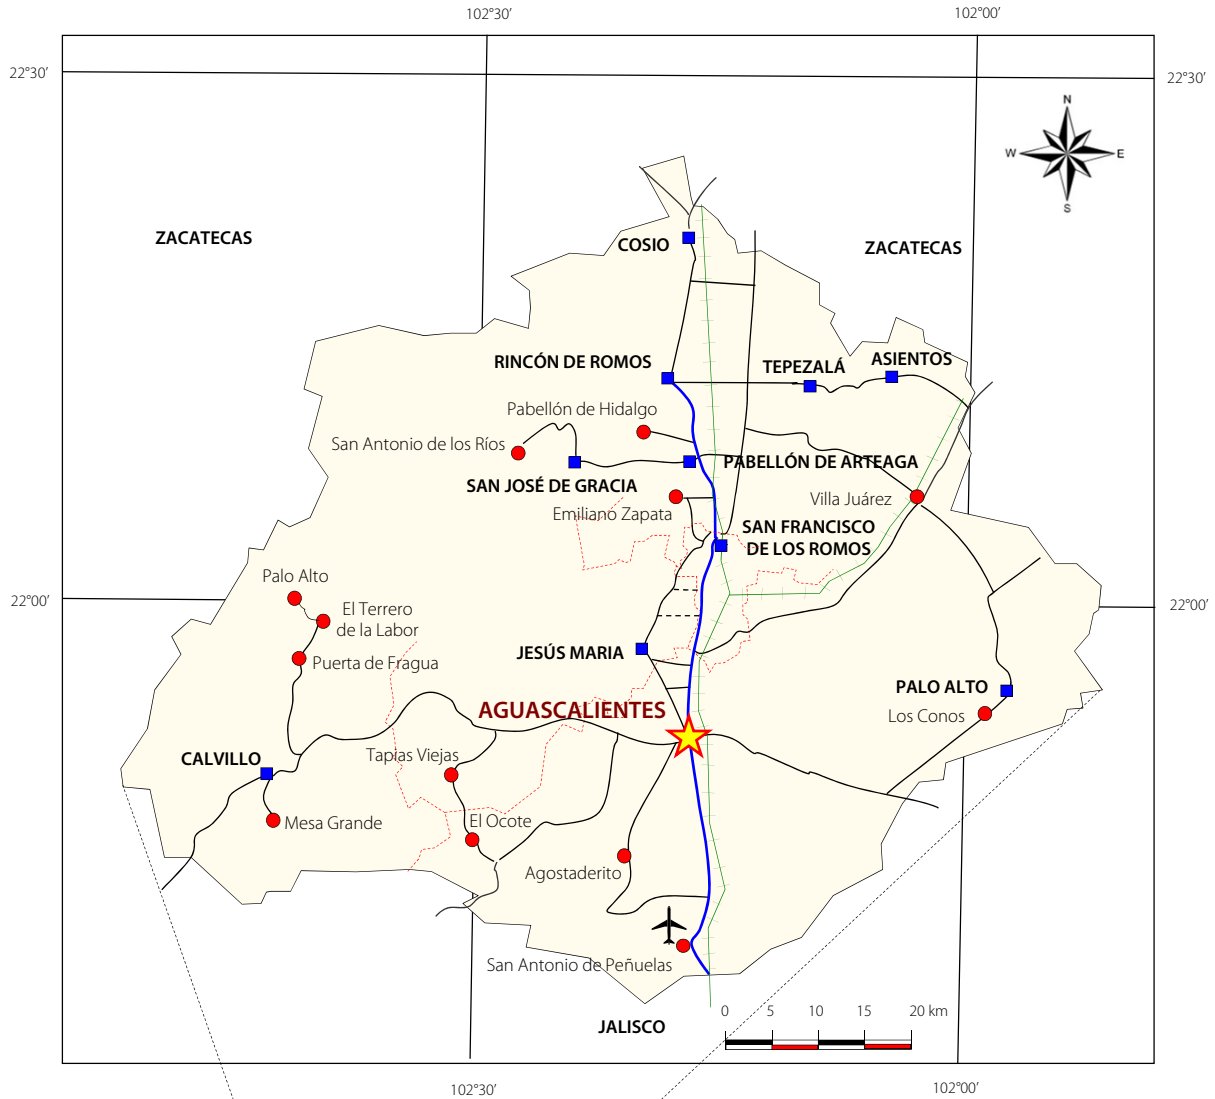 102°30′
102°00′
22°30′
22°30′
N
W
E
S
ZACATECAS
COSIO
ZACATECAS
RINCÓN DE ROMOS
TEPEZALÁ
ASIENTOS
Pabellón de Hidalgo
San Antonio de los Ríos
PABELLÓN DE ARTEAGA
SAN JOSÉ DE GRACIA
Villa Juárez
Emiliano Zapata
SAN FRANCISCO
DE LOS ROMOS
Palo Alto
22°00′
22°00′
El Terrero
de la Labor
JESÚS MARIA
Puerta de Fragua
PALO ALTO
AGUASCALIENTES
Los Conos
CALVILLO
Tapias Viejas
Mesa Grande
El Ocote
Agostaderito
San Antonio de Peñuelas
JALISCO
0 5 10 15 20 km
102°30′
102°00′